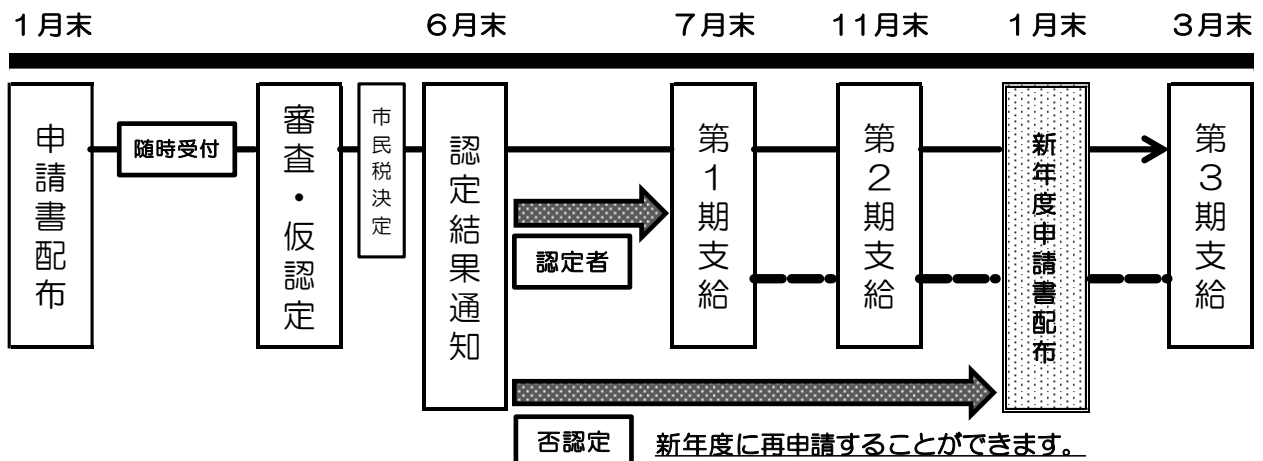 1月末
6月末
7月末
11月末
1月末
3月末
申請書配布
随時受付
審査・仮認定
市民税決定
認定結果通知
認定者
第1期支給
第2期支給
新年度申請書配布
第3期支給
否認定
新年度に再申請することができます。